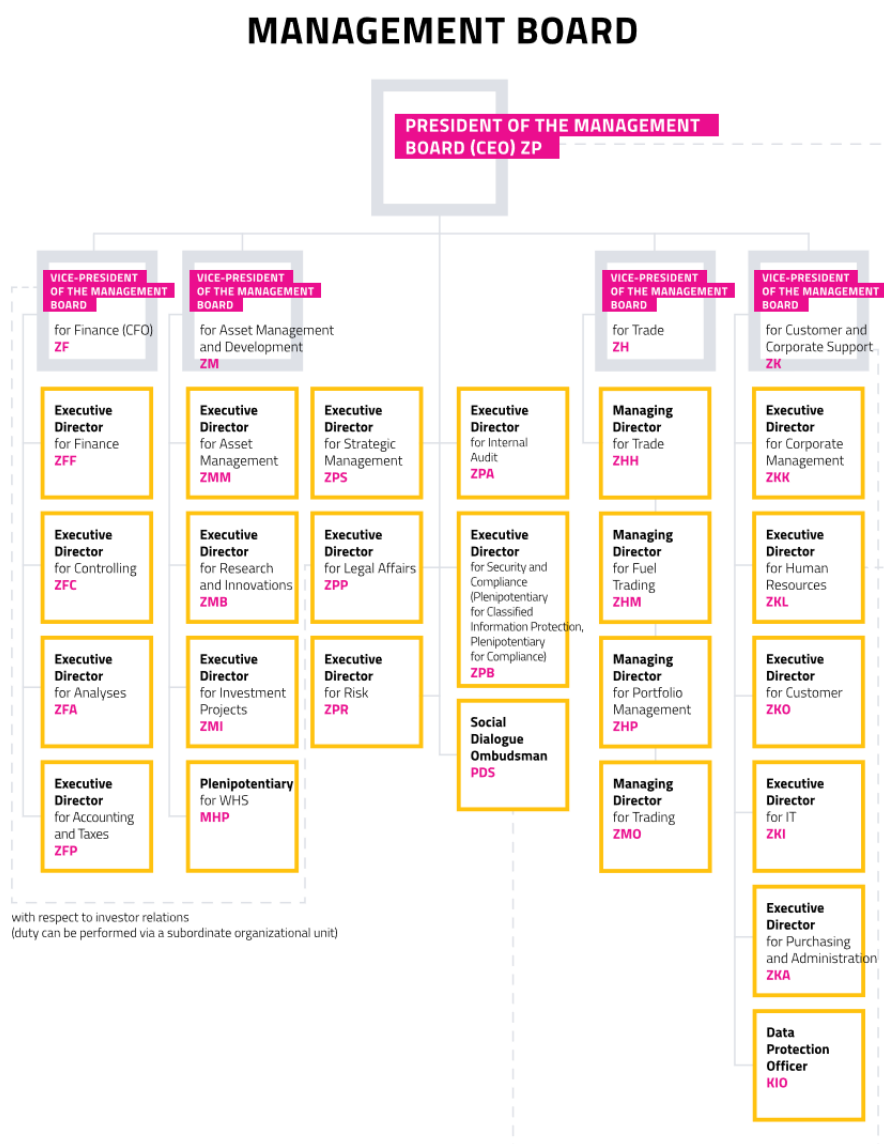 MANAGEMENT BOARD
PRESIDENT OF THE MANAGEMENT
BOARD (CEO) ZP
VICE-PRESIDENT
OF THE MANAGEMENT
BOARD
for Finance (CFO)
ZF
VICE-PRESIDENT
OF THE MANAGEMENT
BOARD
for Asset Management
and Development
ZM
VICE-PRESIDENT
OF THE MANAGEMENT
BOARD
for Trade
ZH
VICE-PRESIDENT
OF THE MANAGEMENT
BOARD
for Customer and
Corporate Support
ZK
Executive
Director
for Finance
ZFF
Executive
Director
for Asset
Management
ZMM
Executive
Director
for Strategic
Management
ZPS
Executive
Director
for Internal
Audit
ZPA
Managing
Director
for Trade
ZHH
Executive
Director
for Corporate
Management
ZKK
Executive
Director
for Controlling
ZFC
Executive
Director
for Research
and Innovations
ZMB
Executive
Director
for Legal Affairs
ZPP
Executive
Director
for Security and
Compliance
(Plenipotentiary
for Classified
Information Protection,
Plenipotentiary
for Compliance)
ZPB
Managing
Director
for Fuel
Trading
ZHM
Executive
Director
for Human
Resources
ZKL
Executive
Director
for Analyses
ZFA
Executive
Director
for Investment
Projects
ZMI
Executive
Director
for Risk
ZPR
Social
Dialogue
Ombudsman
PDS
Managing
Director
for Portfolio
Management
ZHP
Executive
Director
for Customer
ZKO
Executive
Director
for Accounting
and Taxes
ZFP
Plenipotentiary
for WHS
MHP
Managing
Director
for Trading
ZMO
Executive
Director
for IT
ZKI
Executive
Director
for Purchasing
and Administration
ZKA
Data
Protection
Officer
KIO
with respect to investor relations
(duty can be performed via a subordinate organizational unit)